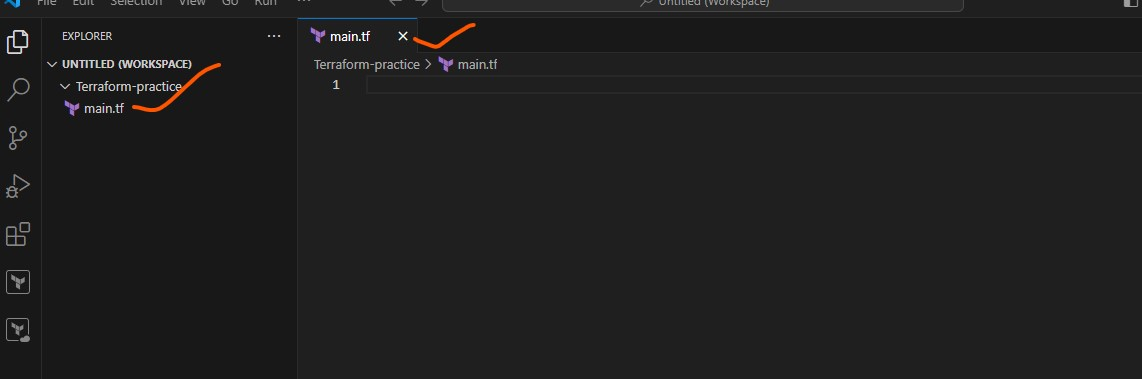 File Edit Selection View Go Run ··· Untitled (Workspace)
EXPLORER ···
UNTITLED (WORKSPACE)
Terraform-practice
main.tf
main.tf
Terraform-practice > main.tf
1